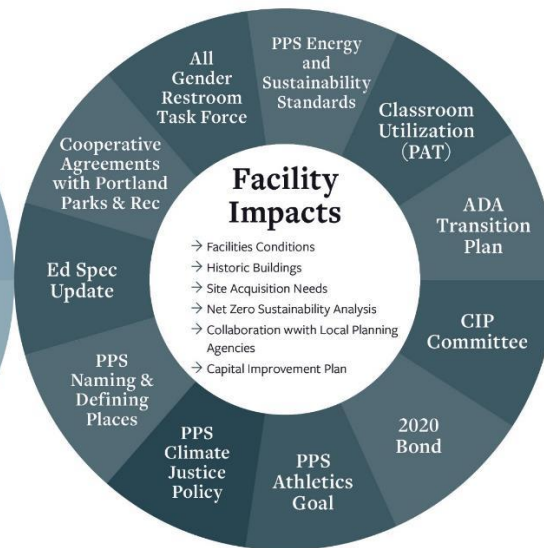 Facility
Impacts
→ Facilities Conditions
→ Historic Buildings
→ Site Acquisition Needs
→ Net Zero Sustainability Analysis
→ Collaboration wwith Local Planning
Agencies
→ Capital Improvement Plan
PPS Energy
and
Sustainability
Standards
Classroom
Utilization
(PAT)
ADA
Transition
Plan
CIP
Committee
2020
Bond
PPS
Athletics
Goal
PPS
Climate
Justice
Policy
PPS
Naming &
Defining
Places
Ed Spec
Update
Cooperative
Agreements
with Portland
Parks & Rec
All
Gender
Restroom
Task Force